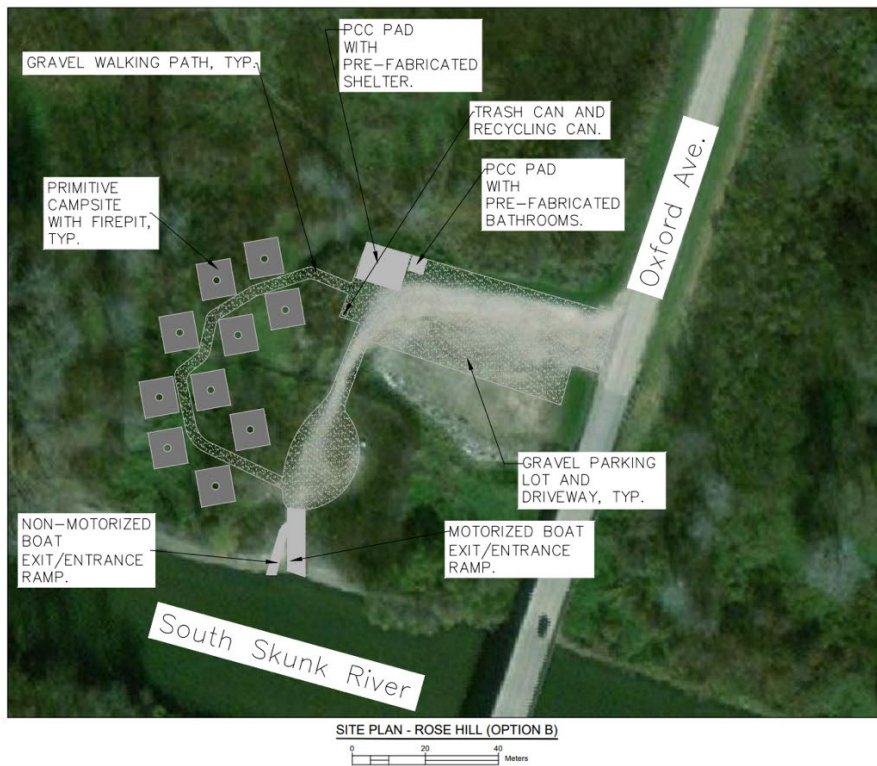 GRAVEL WALKING PATH, TYP.
PCC PAD
WITH
PRE-FABRICATED
SHELTER.
TRASH CAN AND
RECYCLING CAN.
PCC PAD
WITH
PRE-FABRICATED
BATHROOMS.
Oxford Ave.
PRIMITIVE
CAMPSITE
WITH FIREPIT,
TYP.
GRAVEL PARKING
LOT AND
DRIVEWAY, TYP.
NON-MOTORIZED
BOAT
EXIT/ENTRANCE
RAMP.
MOTORIZED BOAT
EXIT/ENTRANCE
RAMP.
South Skunk River
SITE PLAN - ROSE HILL (OPTION B)
0 20 40
Meters